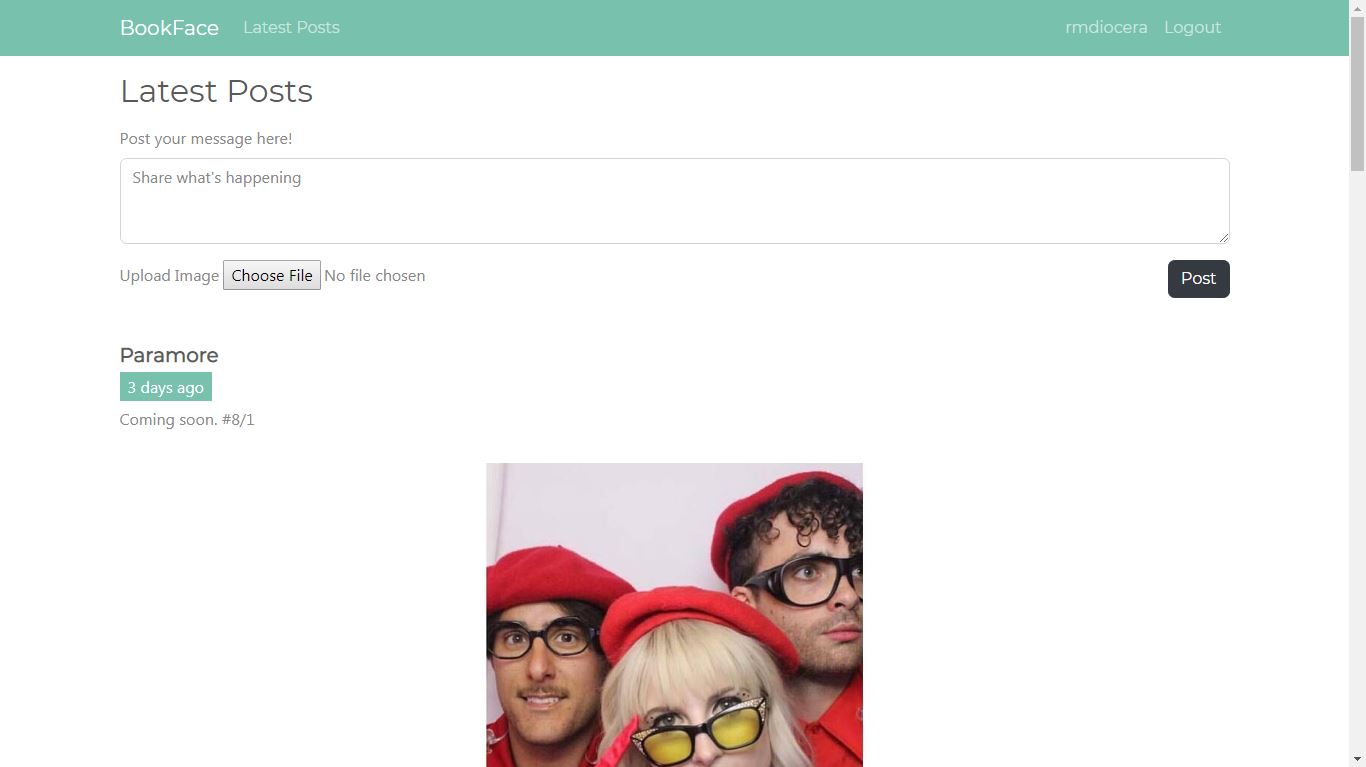 BookFace Latest Posts rmdiocera Logout
Latest Posts
Post your message here!
Share what's happening
Upload Image Choose File No file chosen Post
Paramore
3 days ago
Coming soon. #8/1